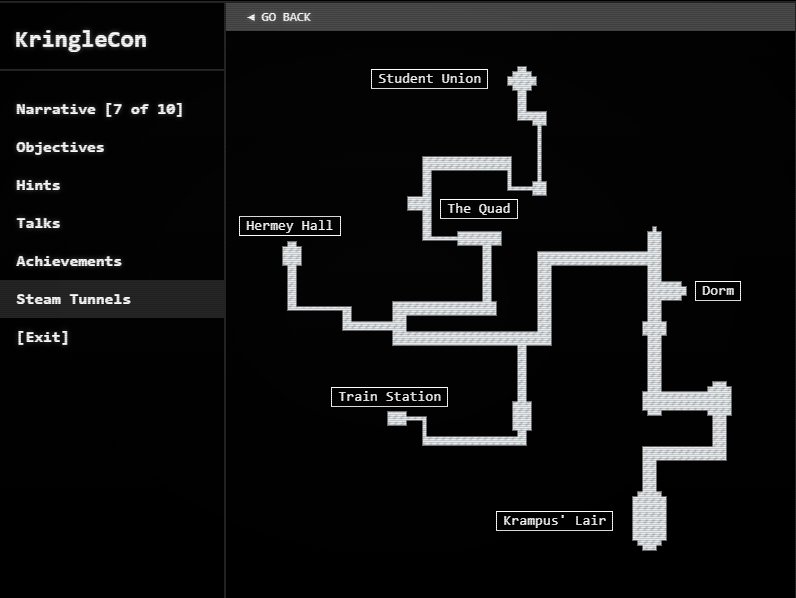 ◄ GO BACK
KringleCon
Narrative [7 of 10]
Objectives
Hints
Talks
Achievements
Steam Tunnels
[Exit]
Student Union
The Quad
Hermey Hall
Dorm
Train Station
Krampus' Lair